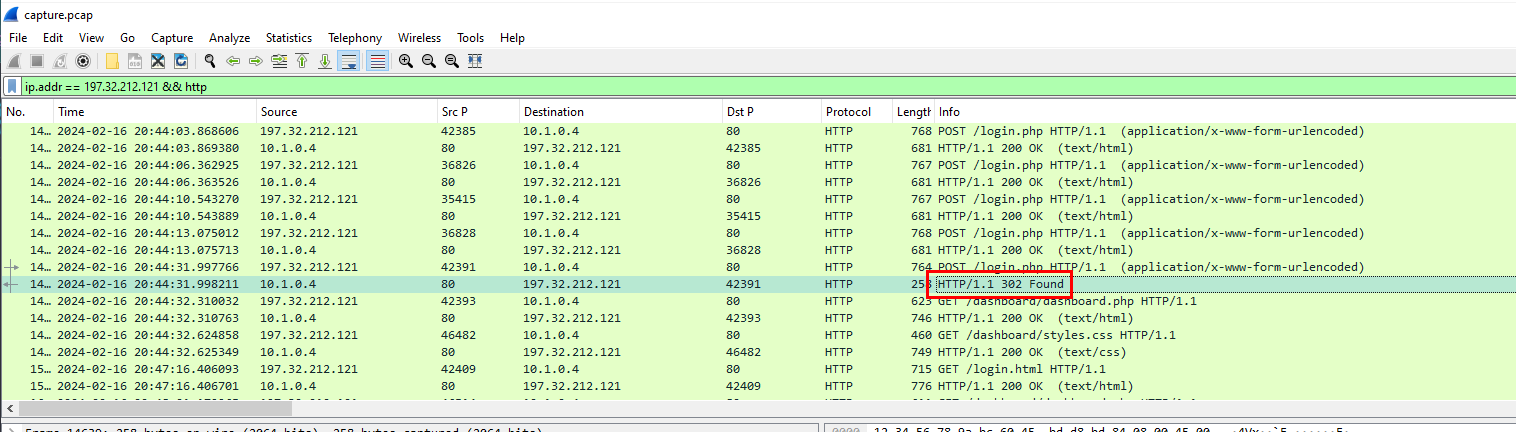 capture.pcap
File Edit View Go Capture Analyze Statistics Telephony Wireless Tools Help
ip.addr == 197.32.212.121 && http
No. Time Source Src P Destination Dst P Protocol Length Info
14… 2024-02-16 20:44:03.868606 197.32.212.121 42385 10.1.0.4 80 HTTP 768 POST /login.php HTTP/1.1 (application/x-www-form-urlencoded)
14… 2024-02-16 20:44:03.869380 10.1.0.4 80 197.32.212.121 42385 HTTP 681 HTTP/1.1 200 OK (text/html)
14… 2024-02-16 20:44:06.362925 197.32.212.121 36826 10.1.0.4 80 HTTP 767 POST /login.php HTTP/1.1 (application/x-www-form-urlencoded)
14… 2024-02-16 20:44:06.363526 10.1.0.4 80 197.32.212.121 36826 HTTP 681 HTTP/1.1 200 OK (text/html)
14… 2024-02-16 20:44:10.543270 197.32.212.121 35415 10.1.0.4 80 HTTP 767 POST /login.php HTTP/1.1 (application/x-www-form-urlencoded)
14… 2024-02-16 20:44:10.543889 10.1.0.4 80 197.32.212.121 35415 HTTP 681 HTTP/1.1 200 OK (text/html)
14… 2024-02-16 20:44:13.075012 197.32.212.121 36828 10.1.0.4 80 HTTP 768 POST /login.php HTTP/1.1 (application/x-www-form-urlencoded)
14… 2024-02-16 20:44:13.075713 10.1.0.4 80 197.32.212.121 36828 HTTP 681 HTTP/1.1 200 OK (text/html)
14… 2024-02-16 20:44:31.997766 197.32.212.121 42391 10.1.0.4 80 HTTP 764 POST /login.php HTTP/1.1 (application/x-www-form-urlencoded)
14… 2024-02-16 20:44:31.998211 10.1.0.4 80 197.32.212.121 42391 HTTP 258 HTTP/1.1 302 Found
14… 2024-02-16 20:44:32.310032 197.32.212.121 42393 10.1.0.4 80 HTTP 623 GET /dashboard/dashboard.php HTTP/1.1
14… 2024-02-16 20:44:32.310763 10.1.0.4 80 197.32.212.121 42393 HTTP 746 HTTP/1.1 200 OK (text/html)
14… 2024-02-16 20:44:32.624858 197.32.212.121 46482 10.1.0.4 80 HTTP 460 GET /dashboard/styles.css HTTP/1.1
14… 2024-02-16 20:44:32.625349 10.1.0.4 80 197.32.212.121 46482 HTTP 749 HTTP/1.1 200 OK (text/css)
15… 2024-02-16 20:47:16.406093 197.32.212.121 42409 10.1.0.4 80 HTTP 715 GET /login.html HTTP/1.1
15… 2024-02-16 20:47:16.406701 10.1.0.4 80 197.32.212.121 42409 HTTP 776 HTTP/1.1 200 OK (text/html)